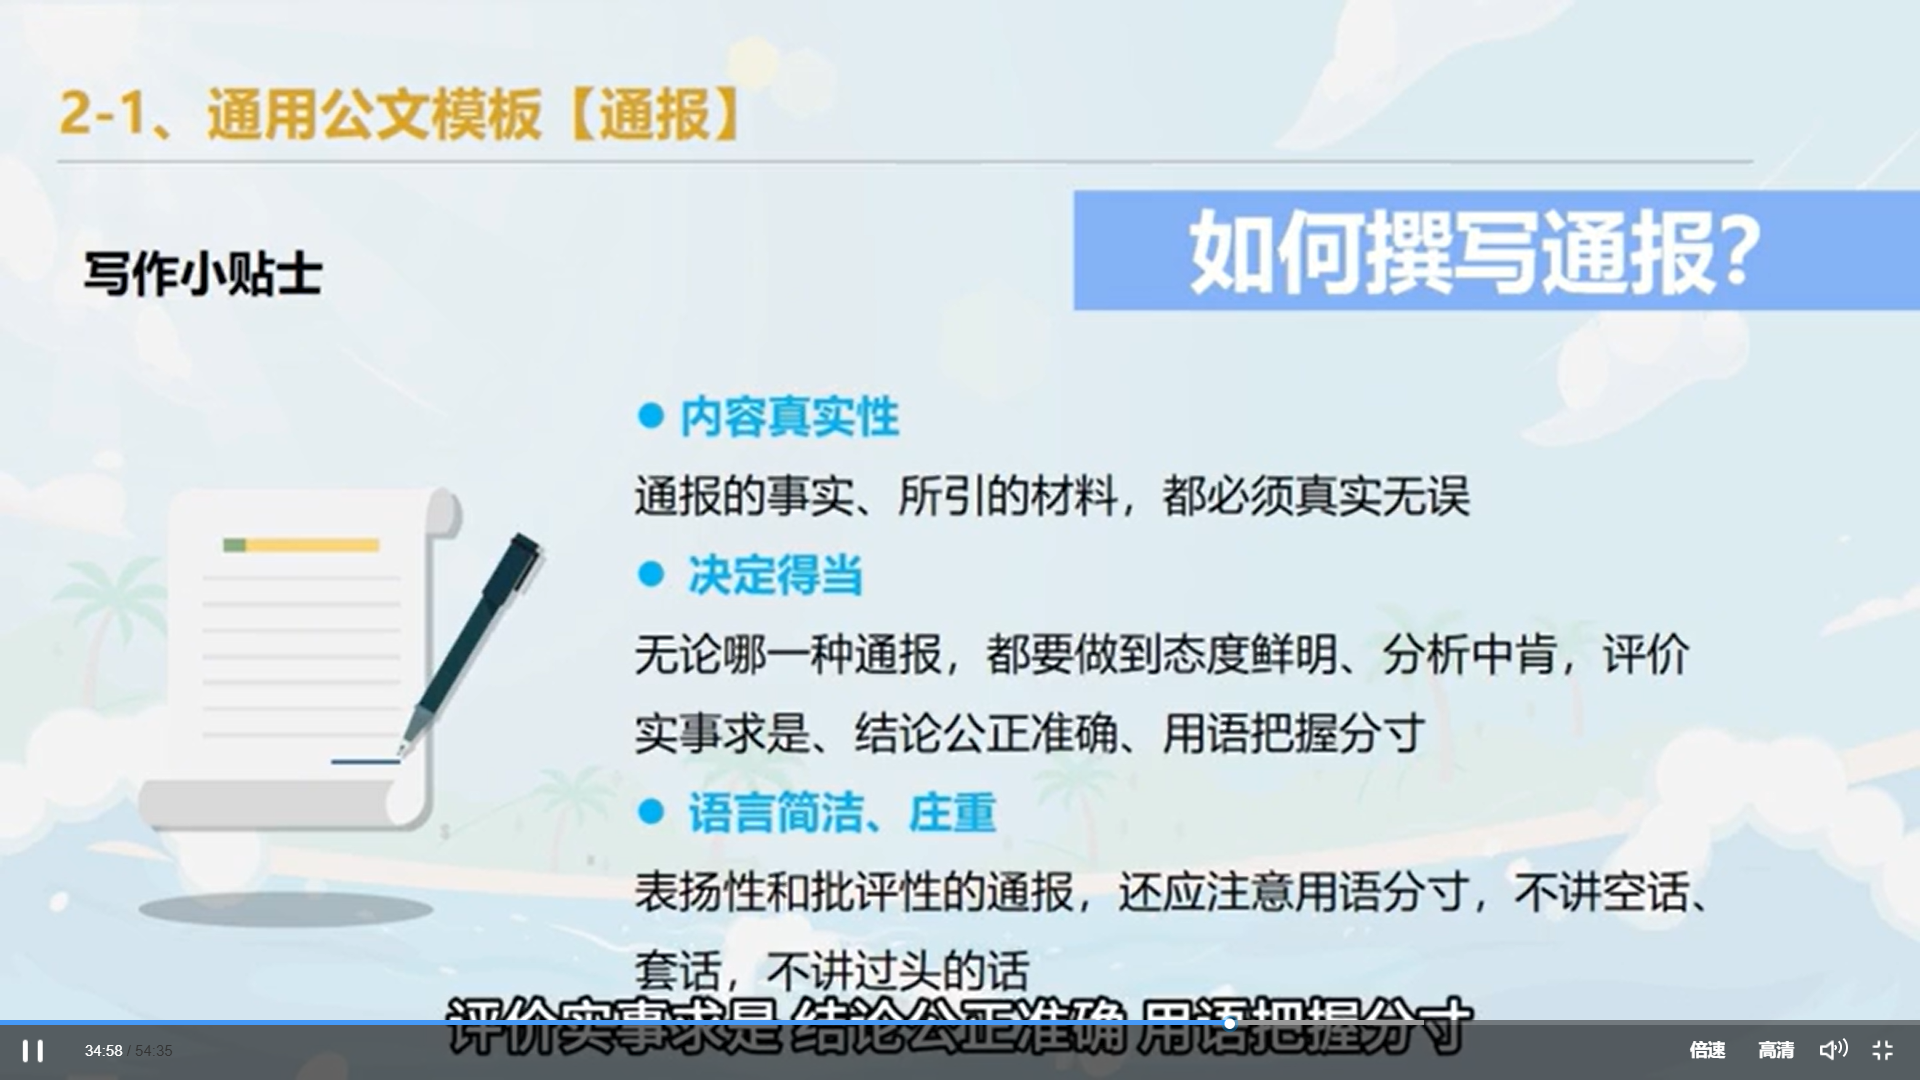 2-1、通用公文模板【通报】
如何撰写通报?
写作小贴士
● 内容真实性
通报的事实、所引的材料，都必须真实无误
● 决定得当
无论哪一种通报，都要做到态度鲜明、分析中肯，评价
实事求是、结论公正准确、用语把握分寸
● 语言简洁、庄重
表扬性和批评性的通报，还应注意用语分寸，不讲空话、
套话，不讲过头的话
评价实事求是 结论公正准确 用语把握分寸
34:58 / 54:35
倍速 高清